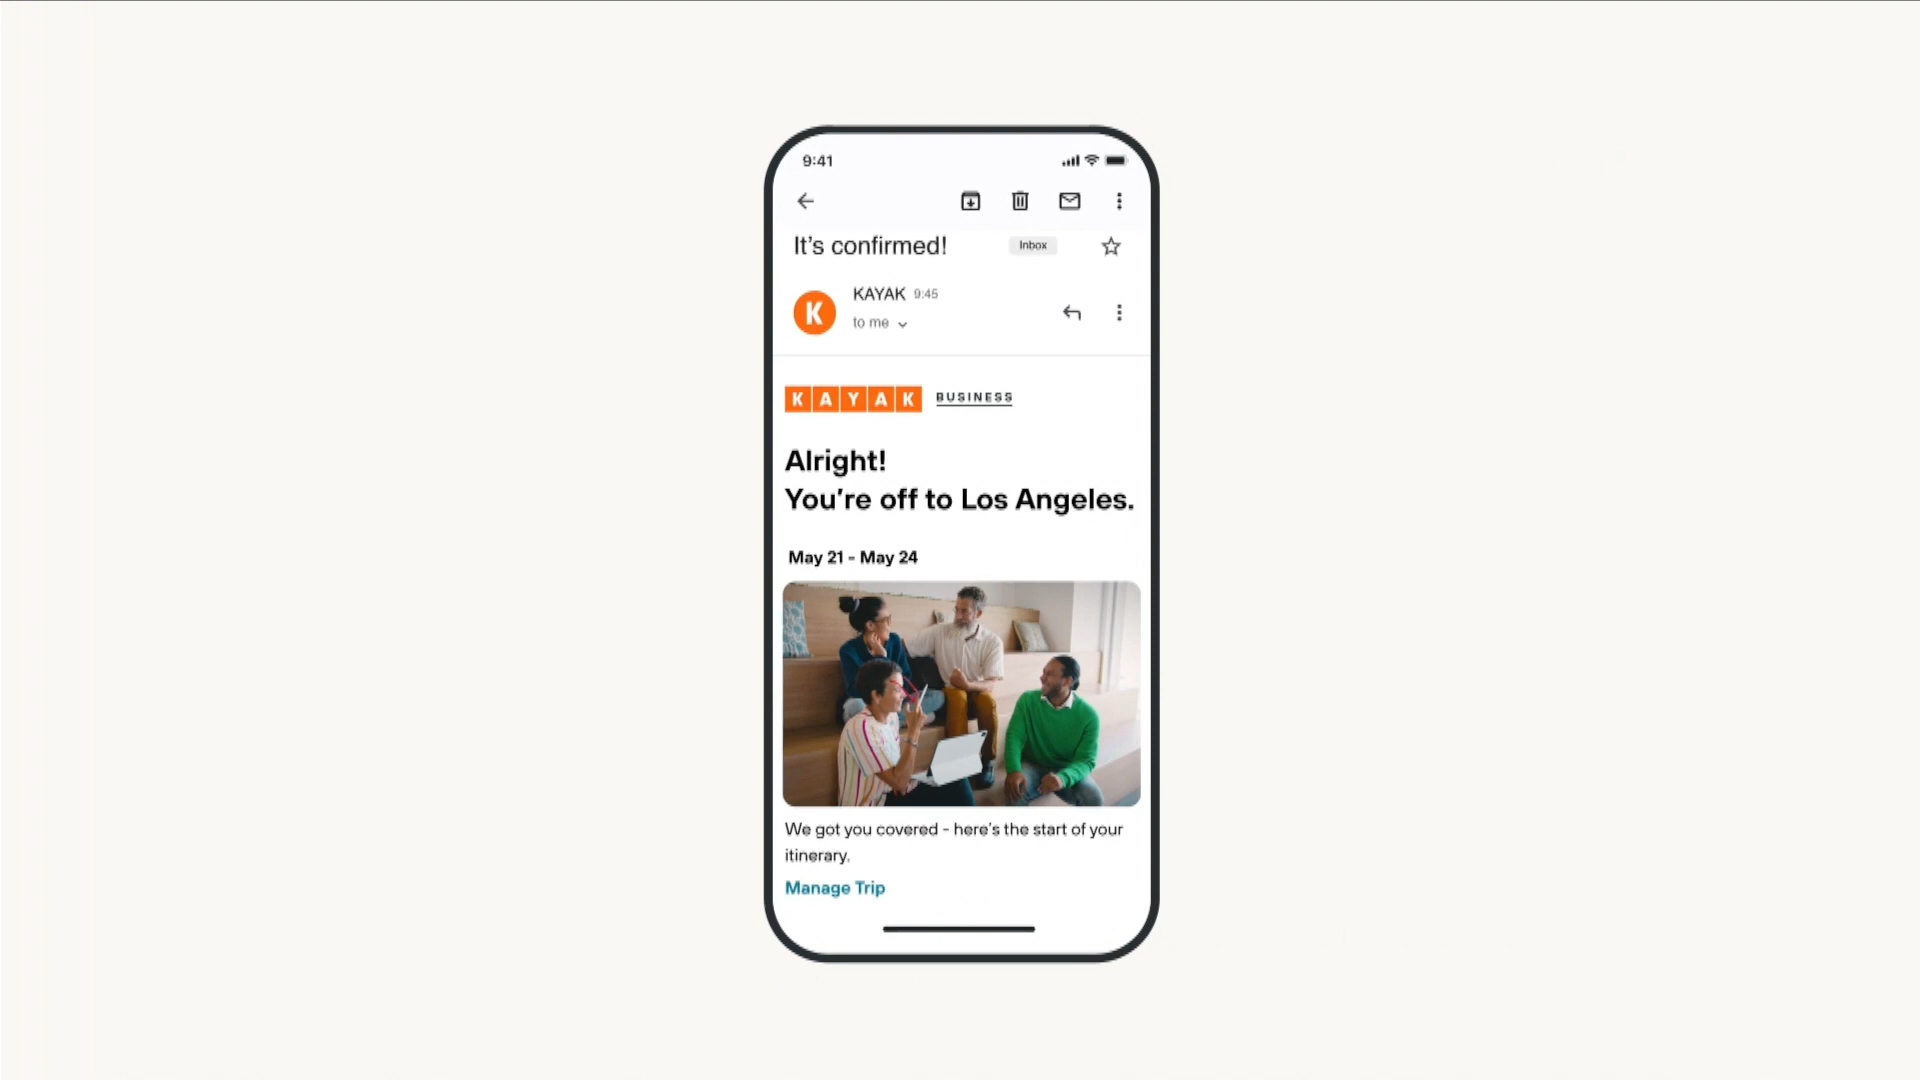 9:41
It's confirmed!
Inbox
K
KAYAK 9:45
to me
KAYAK BUSINESS
Alright!
You're off to Los Angeles.
May 21 - May 24
We got you covered - here's the start of your
itinerary.
Manage Trip